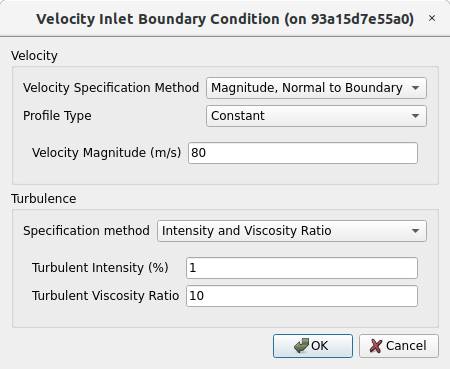 Velocity Inlet Boundary Condition (on 93a15d7e55a0) ×
Velocity
Velocity Specification Method Magnitude, Normal to Boundary
Profile Type Constant
Velocity Magnitude (m/s) 80
Turbulence
Specification method Intensity and Viscosity Ratio
Turbulent Intensity (%) 1
Turbulent Viscosity Ratio 10
OK Cancel